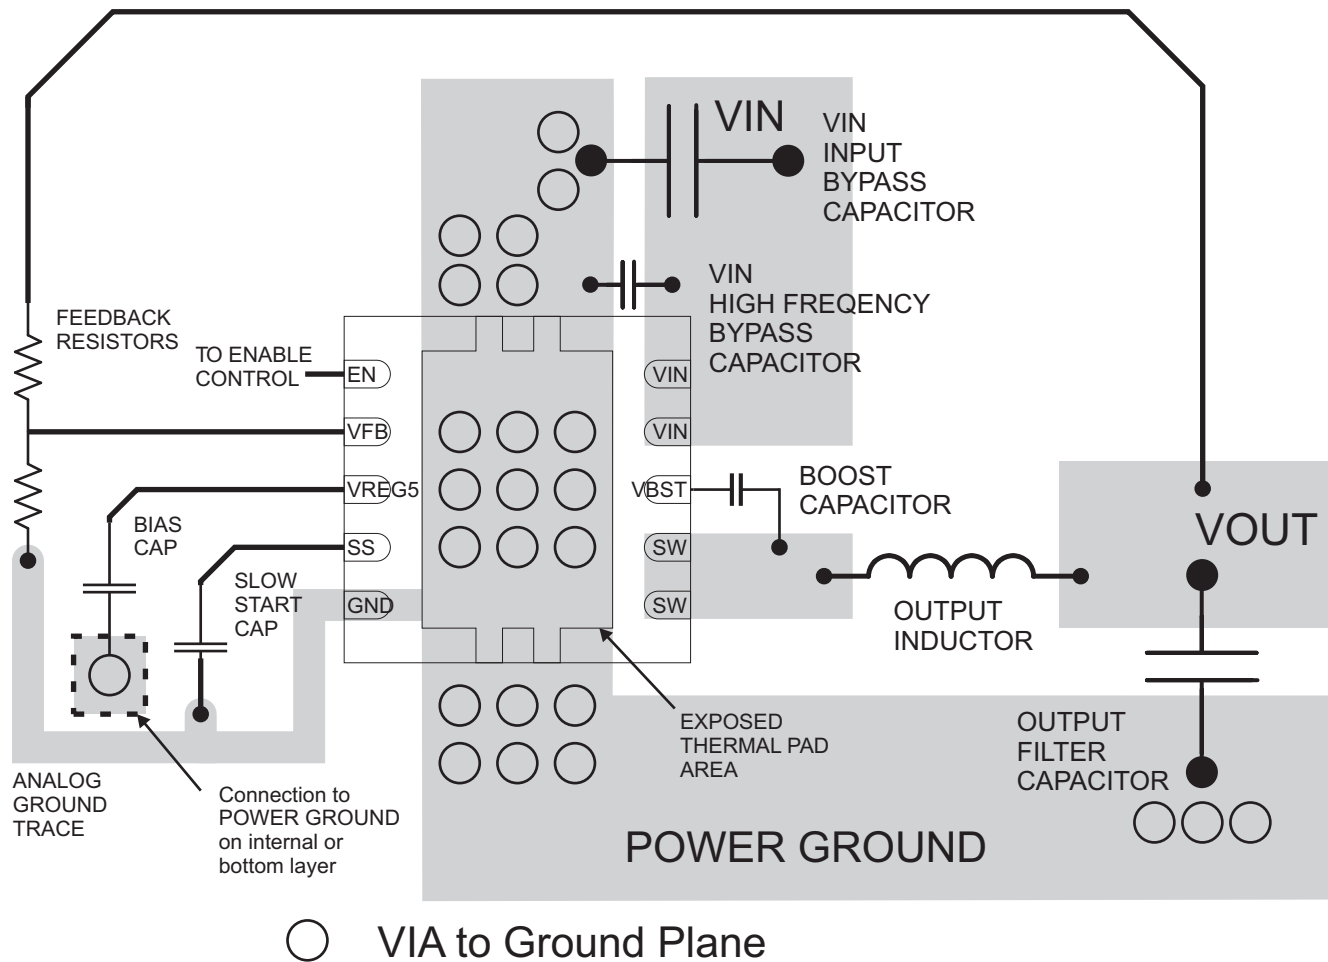 VIN
VIN
INPUT
BYPASS
CAPACITOR
VIN
HIGH FREQENCY
BYPASS
CAPACITOR
FEEDBACK
RESISTORS
TO ENABLE
CONTROL
EN
VIN
VFB
VIN
VREG5
VBST
BOOST
CAPACITOR
BIAS
CAP
SS
SW
VOUT
SLOW
START
CAP
GND
SW
OUTPUT
INDUCTOR
EXPOSED
THERMAL PAD
AREA
OUTPUT
FILTER
CAPACITOR
ANALOG
GROUND
TRACE
Connection to
POWER GROUND
on internal or
bottom layer
POWER GROUND
VIA to Ground Plane